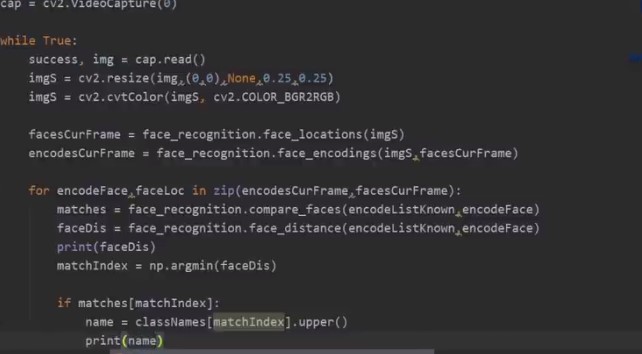 cap = cv2.VideoCapture(0)
while True:
success, img = cap.read()
imgS = cv2.resize(img,(0,0),None,0.25,0.25)
imgS = cv2.cvtColor(imgS, cv2.COLOR_BGR2RGB)
facesCurFrame = face_recognition.face_locations(imgS)
encodesCurFrame = face_recognition.face_encodings(imgS,facesCurFrame)
for encodeFace,faceLoc in zip(encodesCurFrame,facesCurFrame):
matches = face_recognition.compare_faces(encodeListKnown,encodeFace)
faceDis = face_recognition.face_distance(encodeListKnown,encodeFace)
print(faceDis)
matchIndex = np.argmin(faceDis)
if matches[matchIndex]:
name = classNames[matchIndex].upper()
print(name)